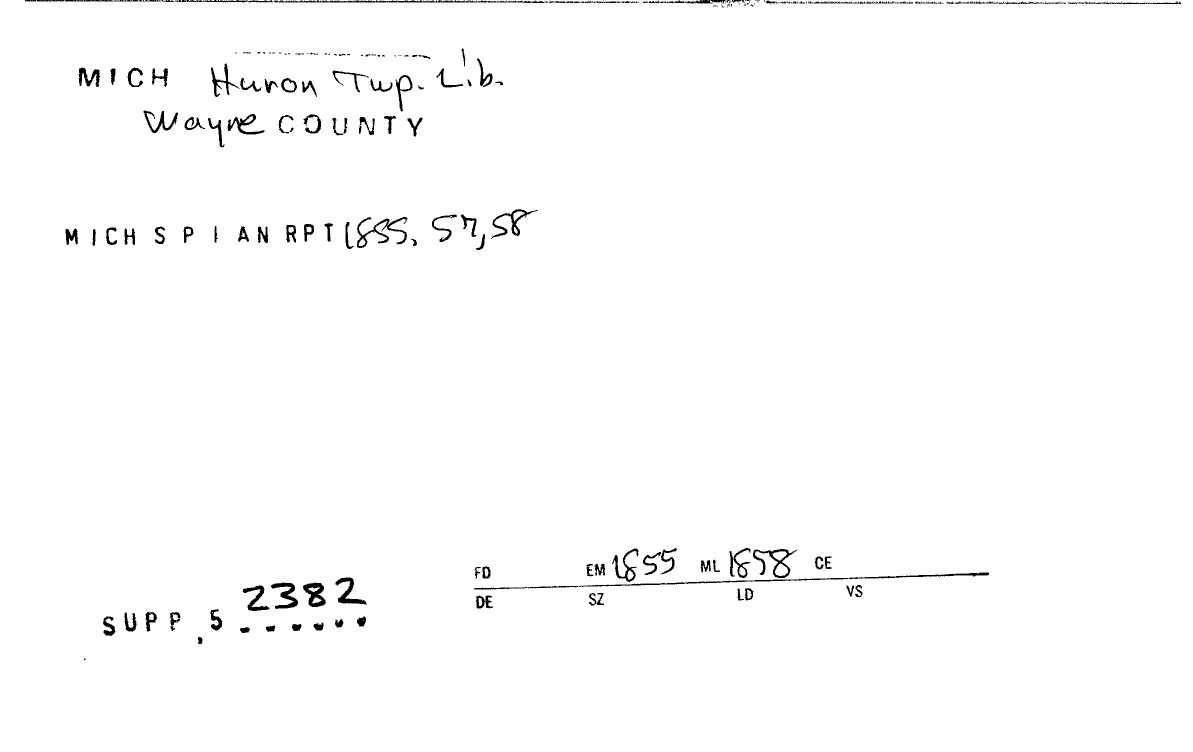 MICH Huron Twp. Lib.
Wayne COUNTY
MICH S P I AN RPT 1855, 57, 58
FD EM 1855 ML 1858 CE
DE SZ LD VS
SUPP, 5 2382